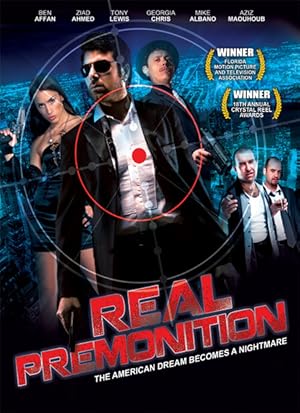 BEN AFFAN
ZIAD AHMED
TONY LEWIS
GEORGIA CHRIS
MIKE ALBANO
AZIZ MAOUHOUB
WINNER
FLORIDA
MOTION PICTURE
AND TELEVISION
ASSOCIATION
WINNER
18TH ANNUAL
CRYSTAL REEL
AWARDS
REAL
PREMONITION
THE AMERICAN DREAM BECOMES A NIGHTMARE